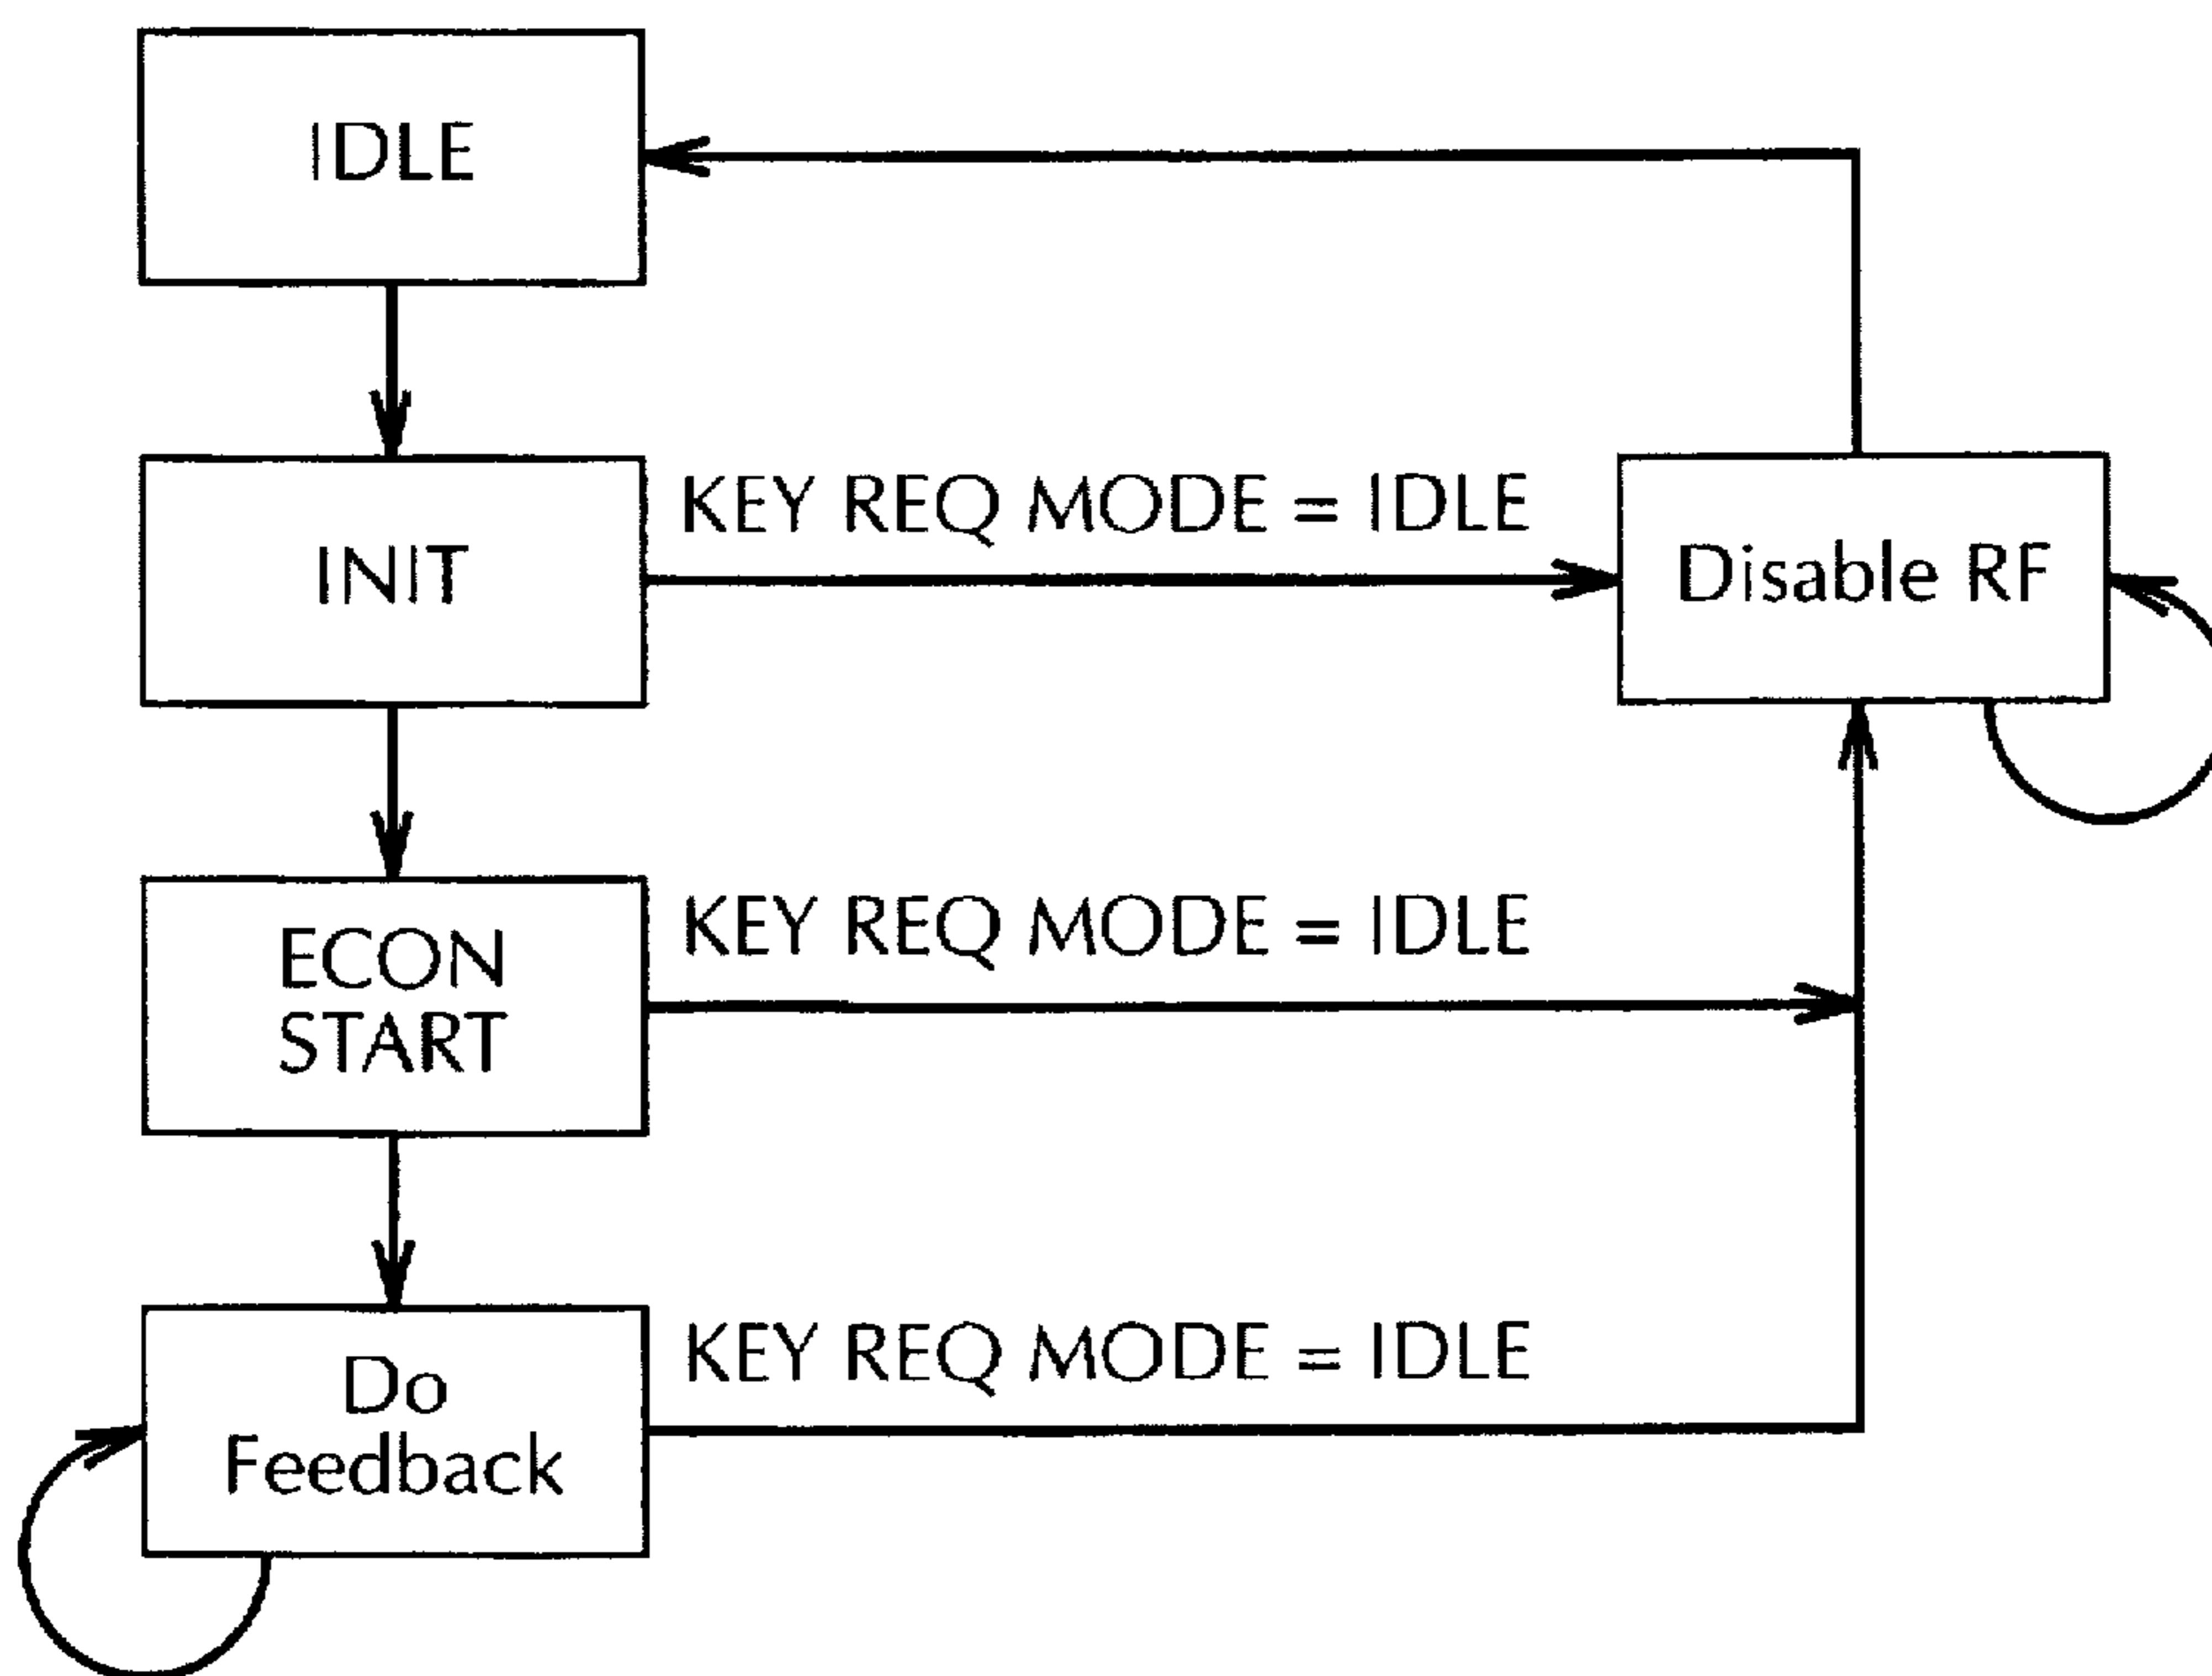 IDLE
INIT
KEY REQ MODE = IDLE
Disable RF
ECON
START
KEY REQ MODE = IDLE
Do
Feedback
KEY REQ MODE = IDLE